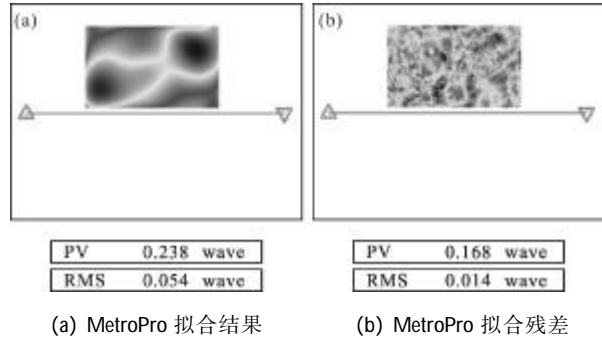 (a)
(b)
PV 0.238 wave
RMS 0.054 wave
PV 0.168 wave
RMS 0.014 wave
(a) MetroPro 拟合结果
(b) MetroPro 拟合残差